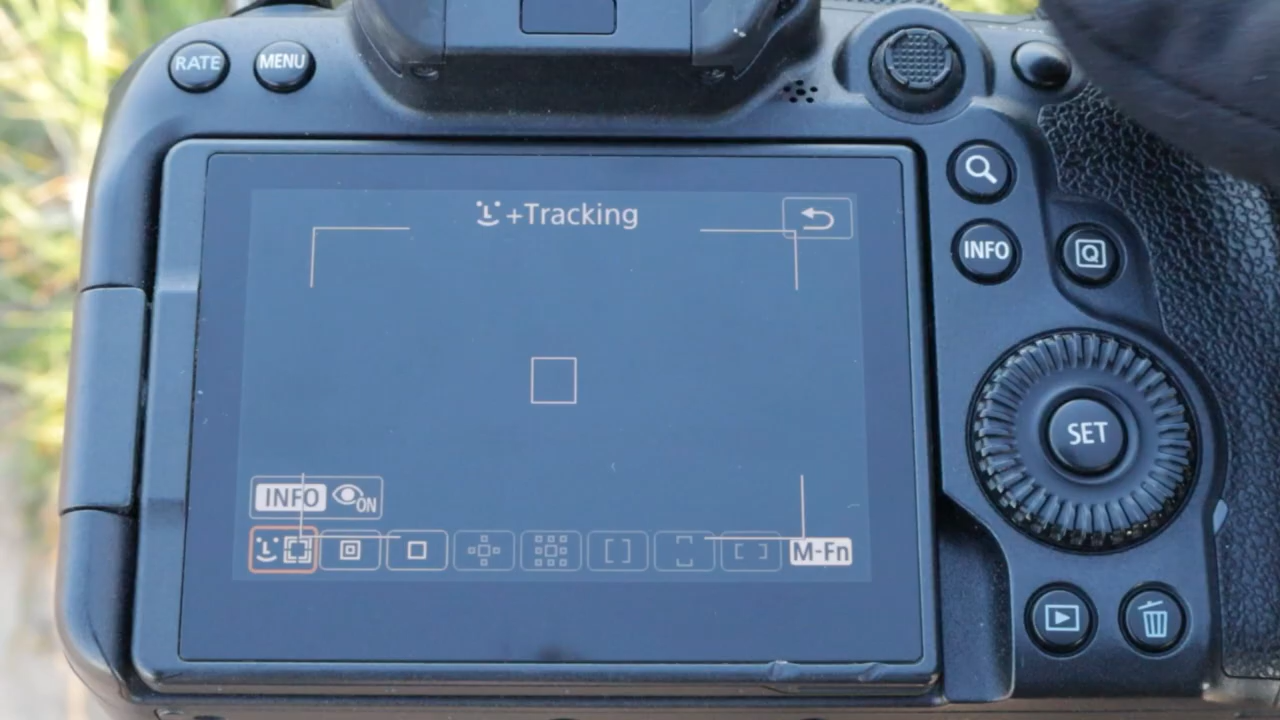 RATE MENU
+Tracking
INFO
Q
SET
INFO ON
M-Fn